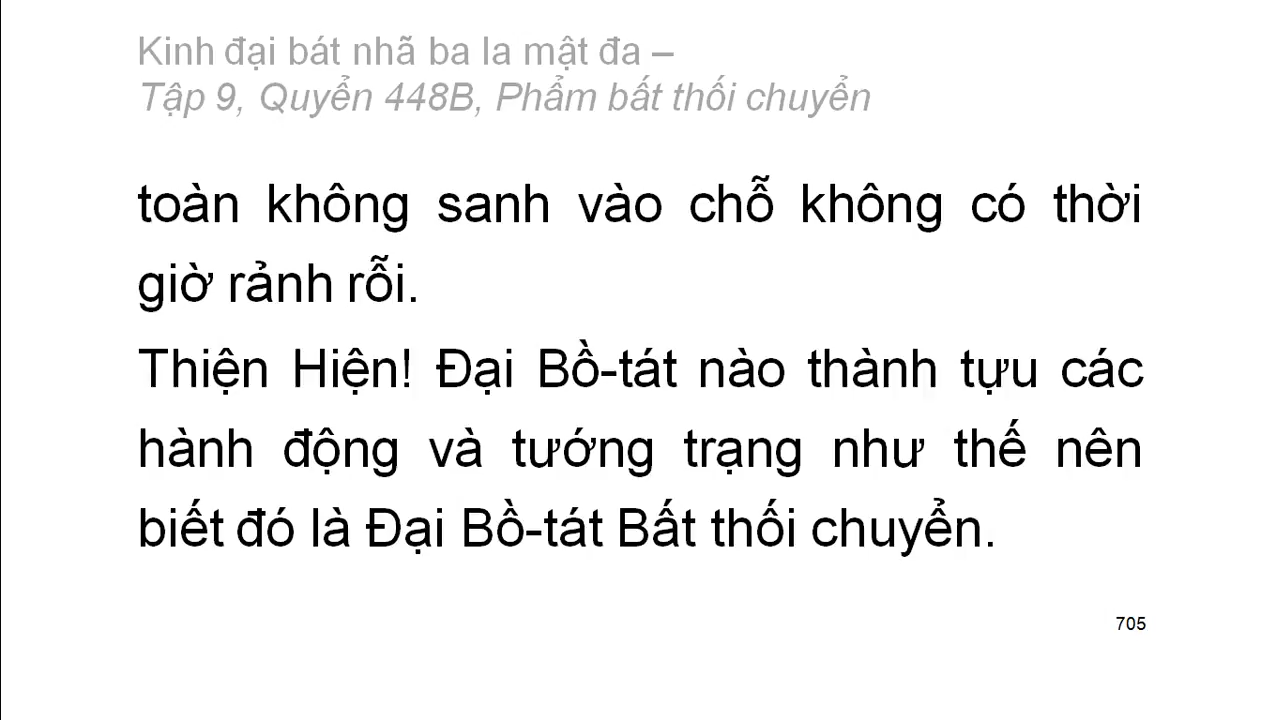 Kinh đại bát nhã ba la mật đa –
Tập 9, Quyển 448B, Phẩm bất thối chuyển
toàn không sanh vào chỗ không có thời
giờ rảnh rỗi.
Thiện Hiện! Đại Bồ-tát nào thành tựu các
hành động và tướng trạng như thế nên
biết đó là Đại Bồ-tát Bất thối chuyển.
705